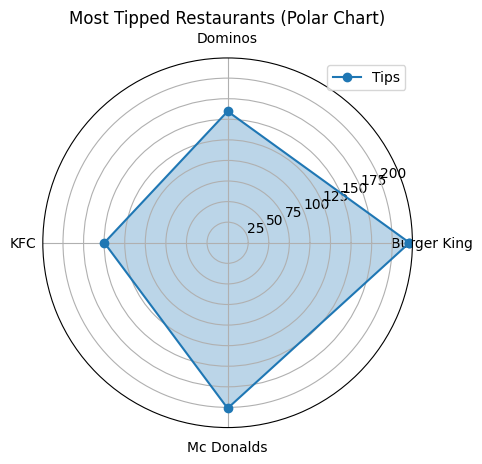 Most Tipped Restaurants (Polar Chart)
Dominos
Tips
200
175
150
125
100
75
50
25
KFC
Burger King
Mc Donalds